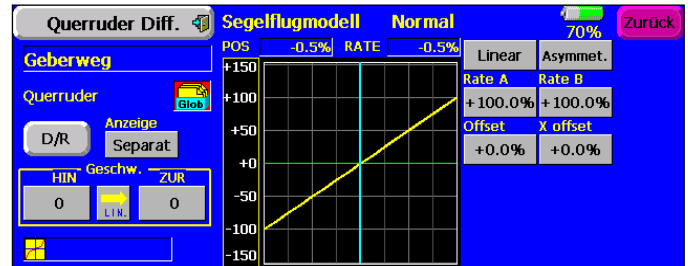 Querruder Diff.
Segelflugmodell Normal
70%
Zurück
Geberweg
POS -0.5% RATE -0.5%
Linear Asymmet.
Querruder
Glob
Rate A Rate B
+100.0% +100.0%
Offset X offset
+0.0% +0.0%
D/R
Anzeige
Separat
Geschw.
HIN ZUR
0 LIN. 0
+150
+100
+50
+0
-50
-100
-150